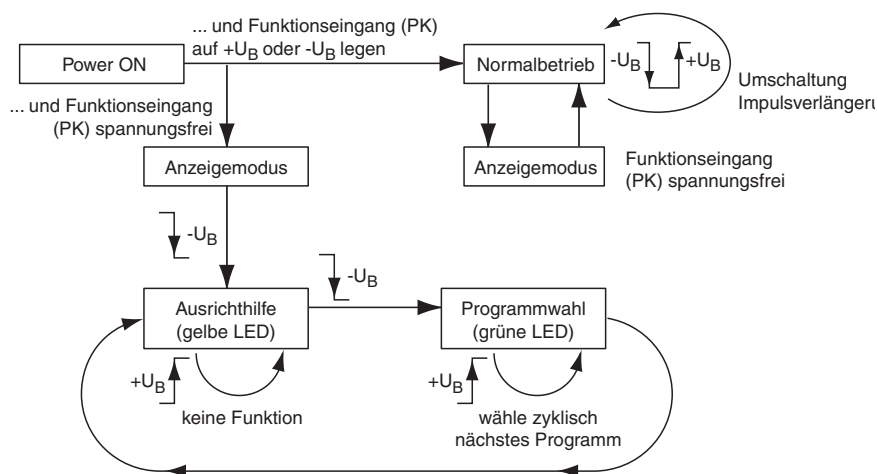 ... und Funktionseingang (PK)
auf +UB oder -UB legen
Power ON
Normalbetrieb
-UB
+UB
Umschaltung
Impulsverlängeru
... und Funktionseingang
(PK) spannungsfrei
Anzeigemodus
Anzeigemodus
Funktionseingang
(PK) spannungsfrei
-UB
-UB
Ausrichthilfe
(gelbe LED)
Programmwahl
(grüne LED)
+UB
keine Funktion
+UB
wähle zyklisch
nächstes Programm